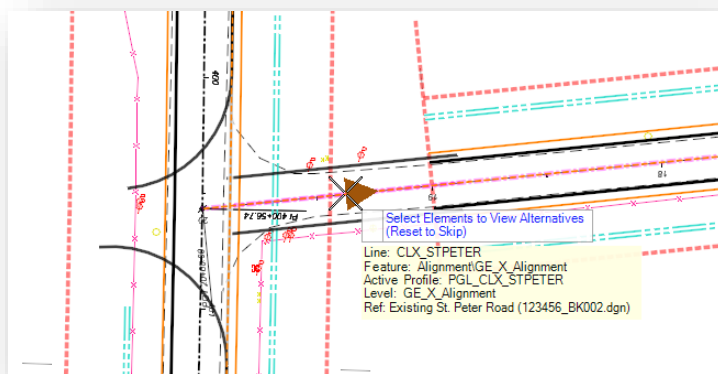 400
PI 400+56.74
19
18
Select Elements to View Alternatives
(Reset to Skip)
Line: CLX_STPETER
Feature: Alignment\GE_X_Alignment
Active Profile: PGL_CLX_STPETER
Level: GE_X_Alignment
Ref: Existing St. Peter Road (123456_BK002.dgn)